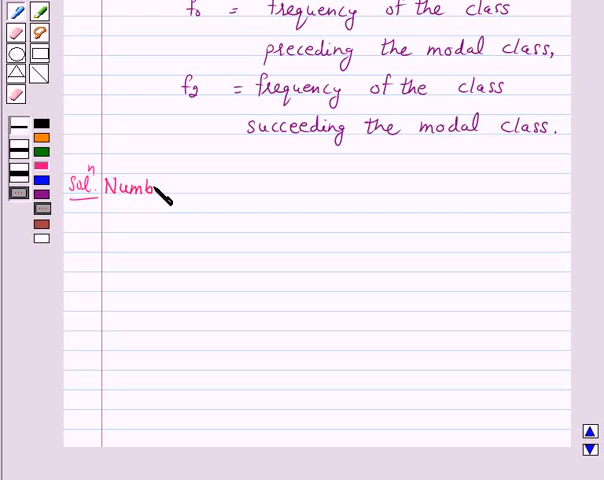 f₀ = frequency of the class
preceding the modal class,
f₂ = frequency of the class
succeeding the modal class.
Solⁿ. Numb